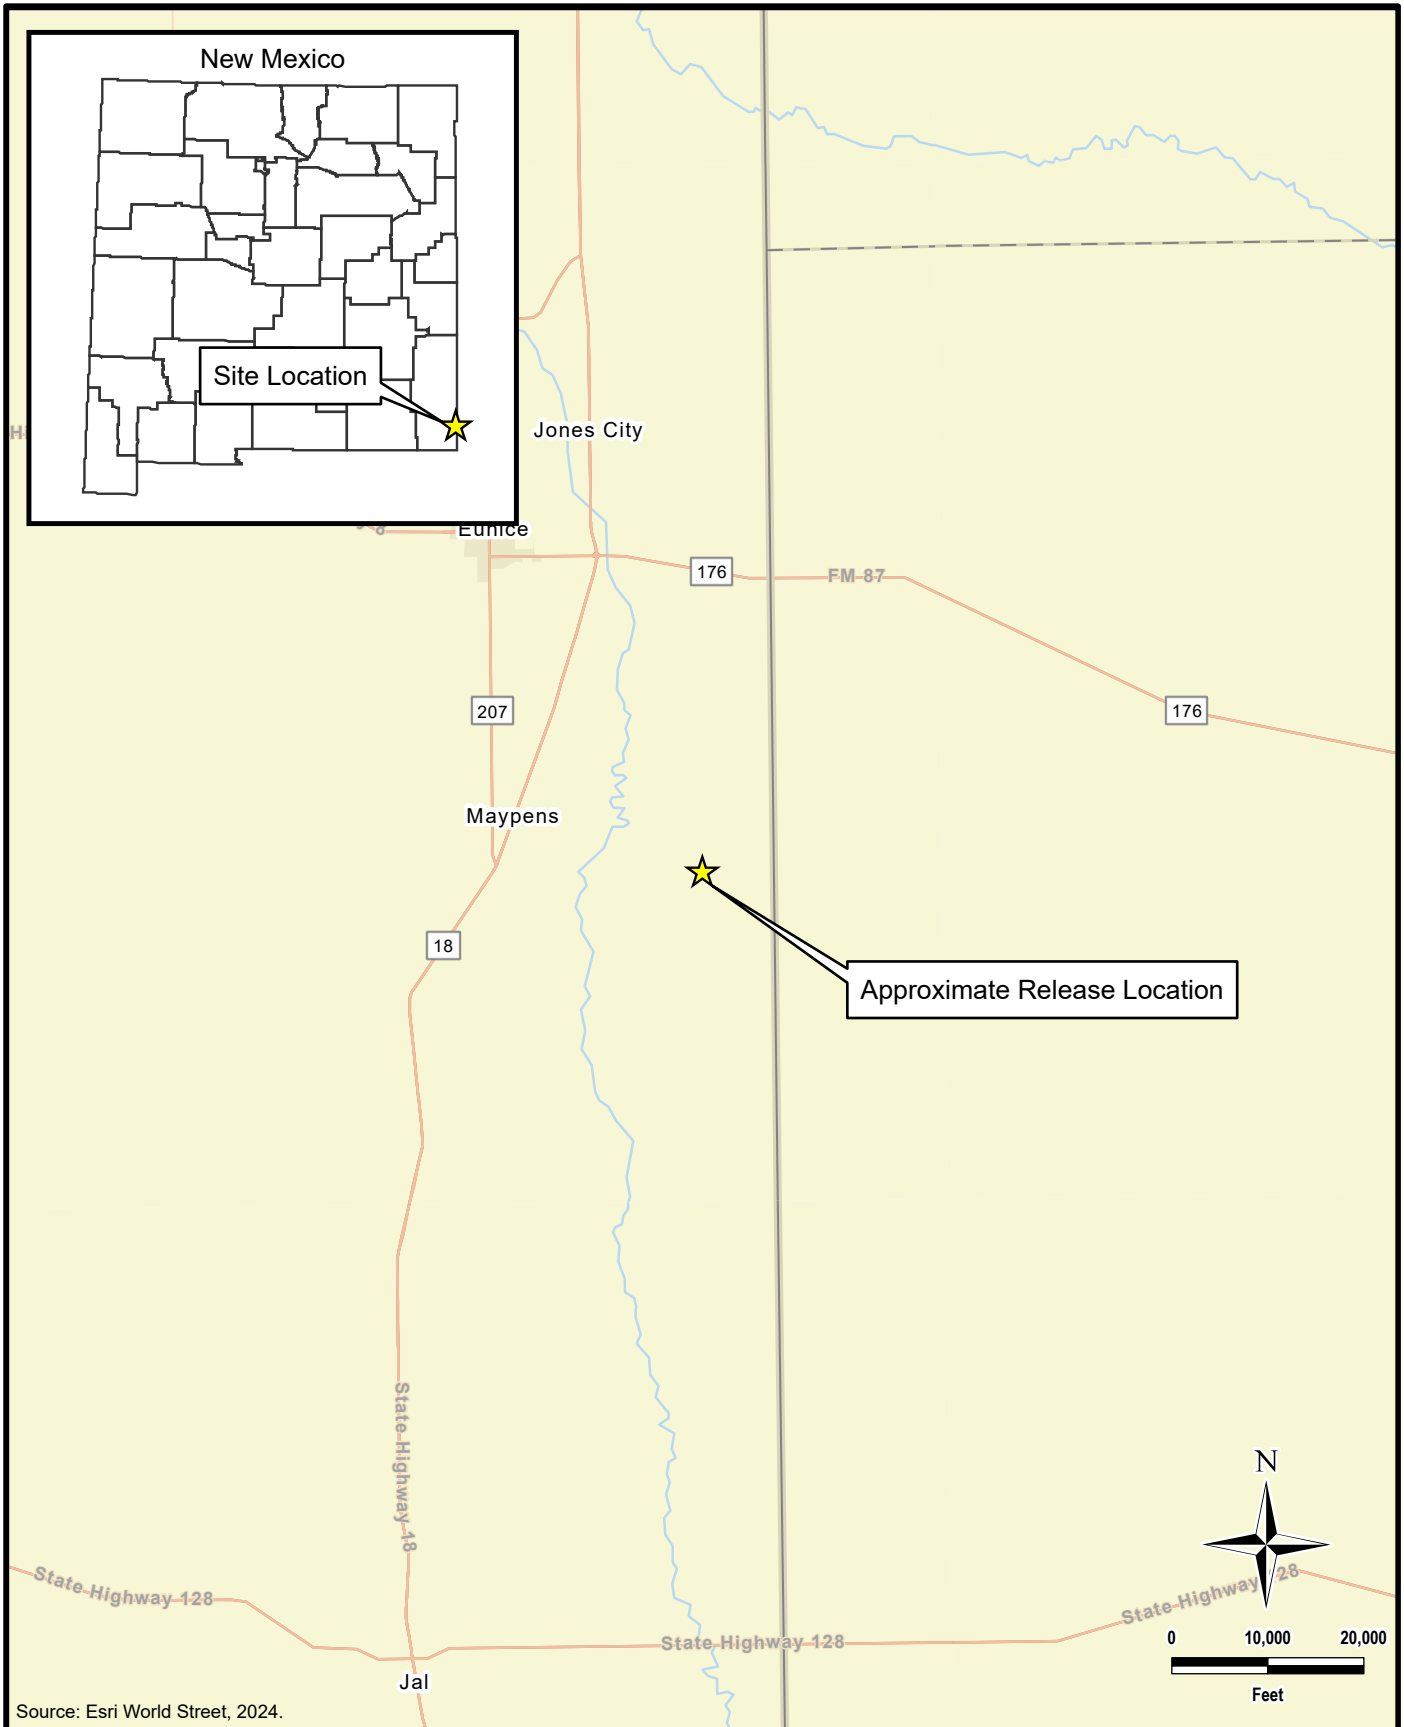 New Mexico
Site Location
Jones City
Eunice
176
FM 87
207
176
Maypens
18
Approximate Release Location
State Highway 18
N
State Highway 128
State Highway 128
State Highway 128
0 10,000 20,000
Feet
Jal
Source: Esri World Street, 2024.